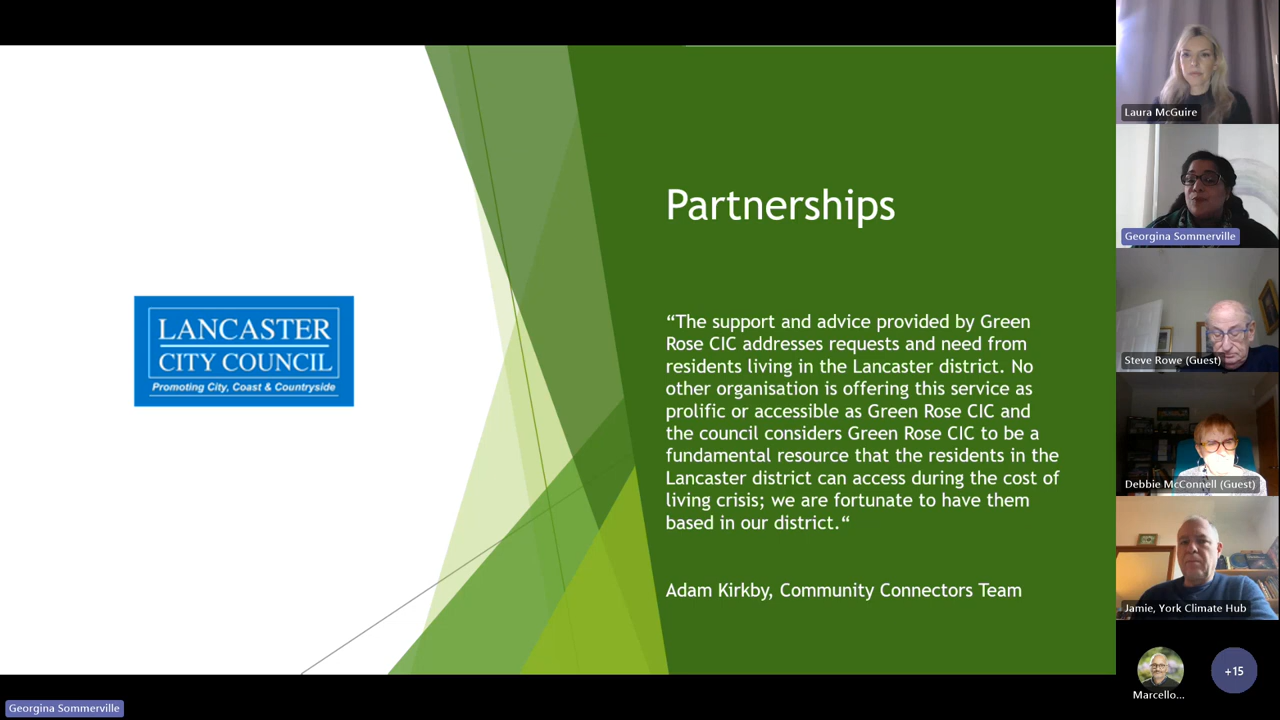 LANCASTER
CITY COUNCIL
Promoting City, Coast & Countryside
Partnerships
“The support and advice provided by Green
Rose CIC addresses requests and need from
residents living in the Lancaster district. No
other organisation is offering this service as
prolific or accessible as Green Rose CIC and
the council considers Green Rose CIC to be a
fundamental resource that the residents in the
Lancaster district can access during the cost of
living crisis; we are fortunate to have them
based in our district.“
Adam Kirkby, Community Connectors Team
Laura McGuire
Georgina Sommerville
Steve Rowe (Guest)
Debbie McConnell (Guest)
Jamie, York Climate Hub
Marcello...
+15
Georgina Sommerville